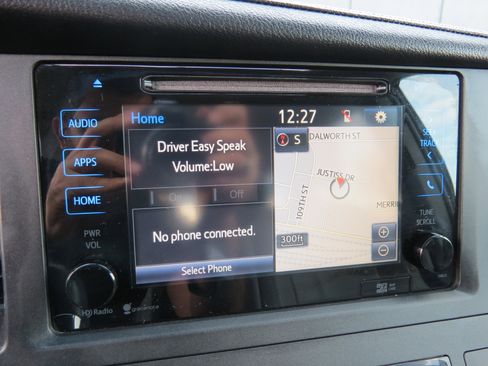 AUDIO
APPS
HOME
PWR
VOL
HD Radio
gracenote
Home
12:27
Driver Easy Speak
Volume:Low
On
Off
No phone connected.
Select Phone
S
DALWORTH ST
JUSTISS DR
109TH ST
MERRI
300ft
SEEK
TRACK
TUNE
SCROLL